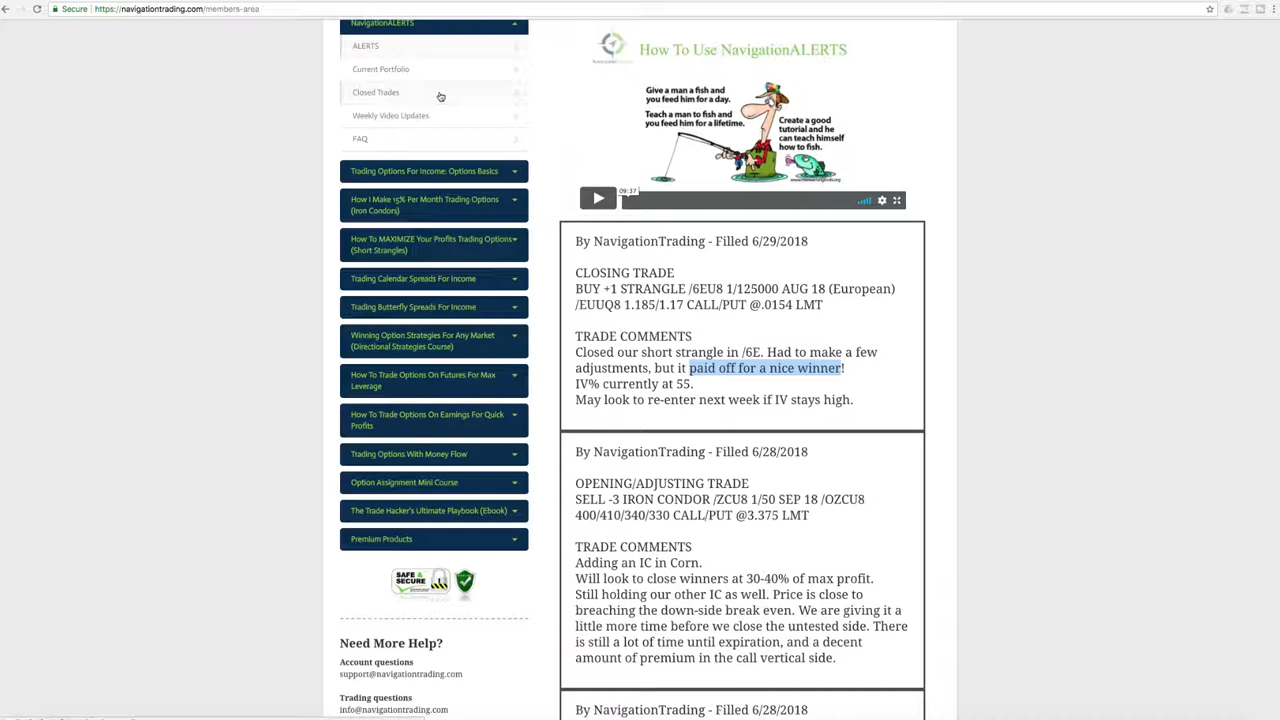 Secure
https://navigationtrading.com/members-area
NavigationALERTS
ALERTS
Current Portfolio
Closed Trades
Weekly Video Updates
FAQ
Trading Options For Income: Options Basics
How I Make 15% Per Month Trading Options
(Iron Condors)
How To MAXIMIZE Your Profits Trading Options
(Short Strangles)
Trading Calendar Spreads For Income
Trading Butterfly Spreads For Income
Winning Option Strategies For Any Market
(Directional Strategies Course)
How To Trade Options On Futures For Max
Leverage
How To Trade Options On Earnings For Quick
Profits
Trading Options With Money Flow
Option Assignment Mini Course
The Trade Hacker's Ultimate Playbook (Ebook)
Premium Products
SAFE &
SECURE
Need More Help?
Account questions
support@navigationtrading.com
Trading questions
info@navigationtrading.com
How To Use NavigationALERTS
Give a man a fish and
you feed him for a day.
Teach a man to fish and
you feed him for a lifetime.
Create a good
tutorial and he
can teach himself
how to fish.
09:37
By NavigationTrading - Filled 6/29/2018
CLOSING TRADE
BUY +1 STRANGLE /6EU8 1/125000 AUG 18 (European)
/EUUQ8 1.185/1.17 CALL/PUT @.0154 LMT
TRADE COMMENTS
Closed our short strangle in /6E. Had to make a few
adjustments, but it paid off for a nice winner!
IV% currently at 55.
May look to re-enter next week if IV stays high.
By NavigationTrading - Filled 6/28/2018
OPENING/ADJUSTING TRADE
SELL -3 IRON CONDOR /ZCU8 1/50 SEP 18 /OZCU8
400/410/340/330 CALL/PUT @3.375 LMT
TRADE COMMENTS
Adding an IC in Corn.
Will look to close winners at 30-40% of max profit.
Still holding our other IC as well. Price is close to
breaching the down-side break even. We are giving it a
little more time before we close the untested side. There
is still a lot of time until expiration, and a decent
amount of premium in the call vertical side.
By NavigationTrading - Filled 6/28/2018